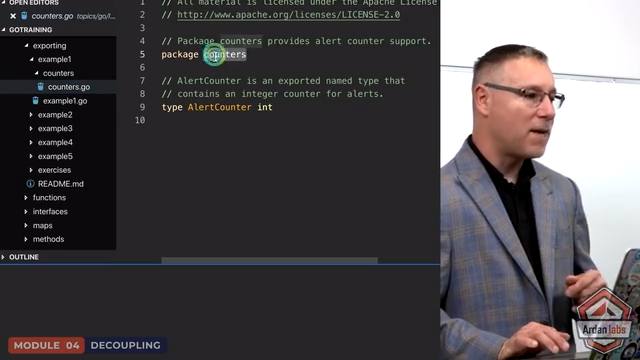 OPEN EDITORS
counters.go topics/go/l...
GOTRAINING
exporting
example1
counters
counters.go
example1.go
example2
example3
example4
example5
exercises
README.md
functions
interfaces
maps
methods
OUTLINE
1 // All material is licensed under the Apache License
2 // http://www.apache.org/licenses/LICENSE-2.0
3
4 // Package counters provides alert counter support.
5 package counters
6
7 // AlertCounter is an exported named type that
8 // contains an integer counter for alerts.
9 type AlertCounter int
10
MODULE 04 DECOUPLING
Ardan labs